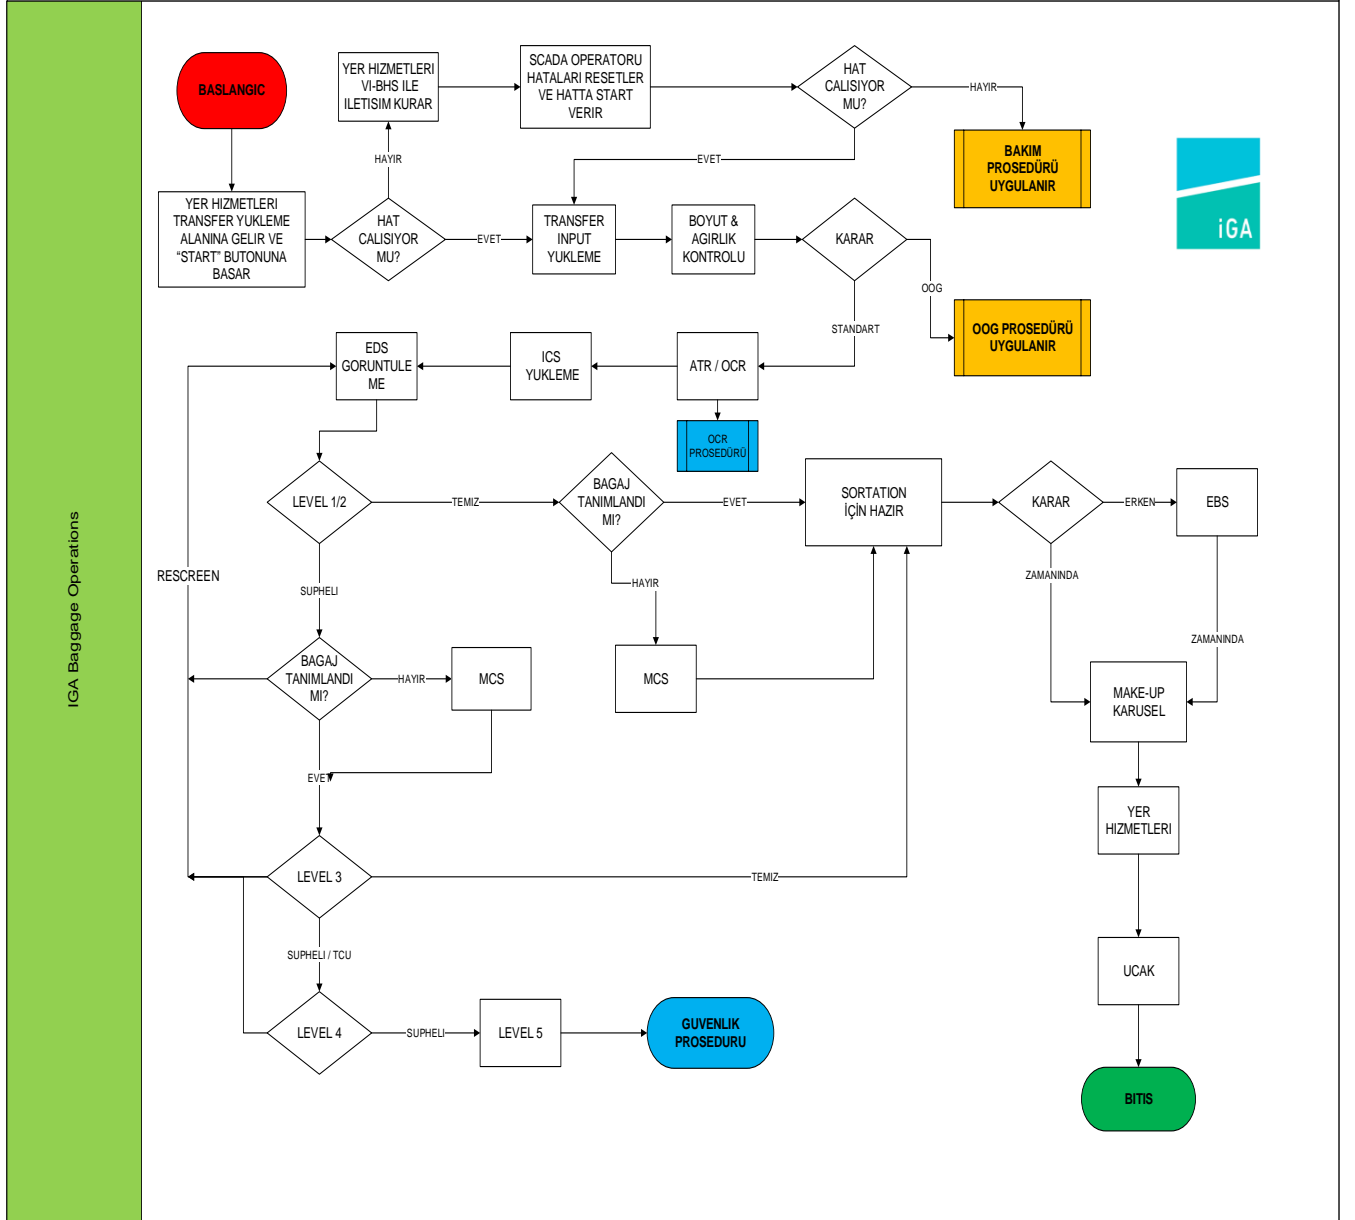 IGA Baggage Operations
BASLANGIC
YER HIZMETLERI
VI-BHS ILE
ILETISIM KURAR
SCADA OPERATORU
HATALARI RESETLER
VE HATTA START
VERIR
HAT
CALISIYOR
MU?
HAYIR
BAKIM
PROSEDÜRÜ
UYGULANIR
iGA
HAYIR
EVET
YER HIZMETLERI
TRANSFER YUKLEME
ALANINA GELIR VE
“START” BUTONUNA
BASAR
HAT
CALISIYOR
MU?
EVET
TRANSFER
INPUT
YUKLEME
BOYUT &
AGIRLIK
KONTROLU
KARAR
OOG
STANDART
OOG PROSEDÜRÜ
UYGULANIR
EDS
GORUNTULE
ME
ICS
YUKLEME
ATR / OCR
OCR
PROSEDÜRÜ
LEVEL 1/2
TEMIZ
BAGAJ
TANIMLANDI
MI?
EVET
SORTATION
İÇİN HAZIR
KARAR
ERKEN
EBS
RESCREEN
SUPHELI
HAYIR
ZAMANINDA
ZAMANINDA
BAGAJ
TANIMLANDI
MI?
HAYIR
MCS
MCS
MAKE-UP
KARUSEL
EVET
YER
HIZMETLERI
LEVEL 3
TEMIZ
SUPHELI / TCU
UCAK
LEVEL 4
SUPHELI
LEVEL 5
GUVENLIK
PROSEDURU
BITIS